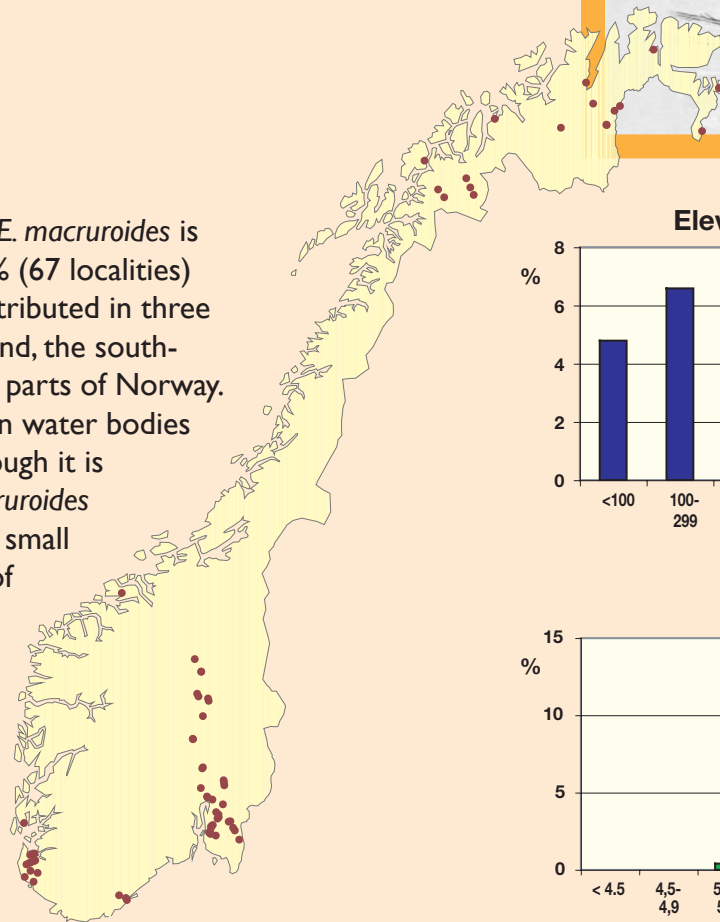 E. macruroides is
% (67 localities)
tributed in three
nd, the south-
parts of Norway.
n water bodies
ough it is
ruroides
small
of
Elev
%
8
6
4
2
0
<100
100-
299
%
15
10
5
0
< 4.5
4,5-
4,9
5
5